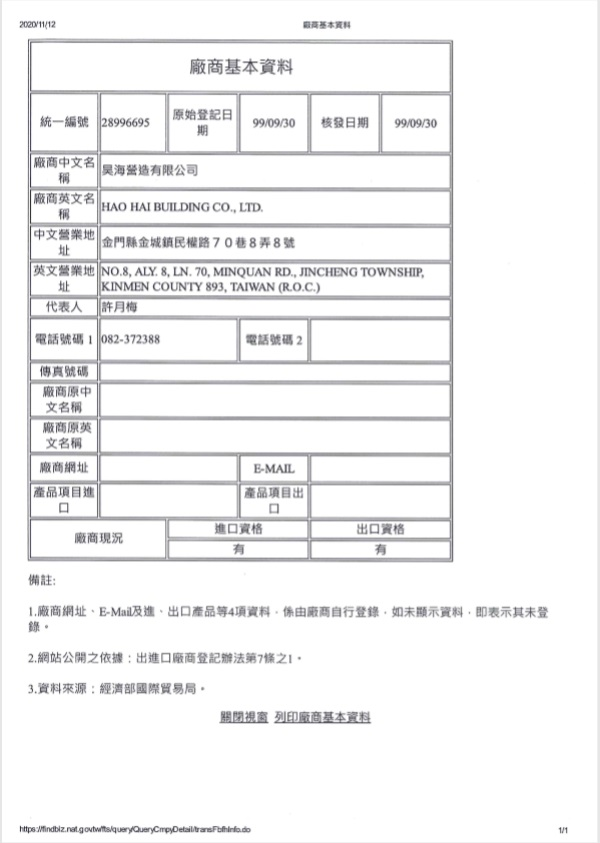 2020/11/12
廠商基本資料
廠商基本資料
統一編號 28996695 原始登記日期 99/09/30 核發日期 99/09/30
廠商中文名稱 昊海營造有限公司
廠商英文名稱 HAO HAI BUILDING CO., LTD.
中文營業地址 金門縣金城鎮民權路７０巷８弄８號
英文營業地址 NO.8, ALY. 8, LN. 70, MINQUAN RD., JINCHENG TOWNSHIP,
KINMEN COUNTY 893, TAIWAN (R.O.C.)
代表人 許月梅
電話號碼 1 082-372388 電話號碼 2
傳真號碼
廠商原中文名稱
廠商原英文名稱
廠商網址 E-MAIL
產品項目進口 產品項目出口
廠商現況 進口資格 出口資格
有 有
備註:
1.廠商網址、E-Mail及進、出口產品等4項資料，係由廠商自行登錄，如未顯示資料，即表示其未登
錄。
2.網站公開之依據：出進口廠商登記辦法第7條之1。
3.資料來源：經濟部國際貿易局。
關閉視窗 列印廠商基本資料
https://findbiz.nat.gov.tw/fts/query/QueryCmpyDetail/transFbfhInfo.do
1/1